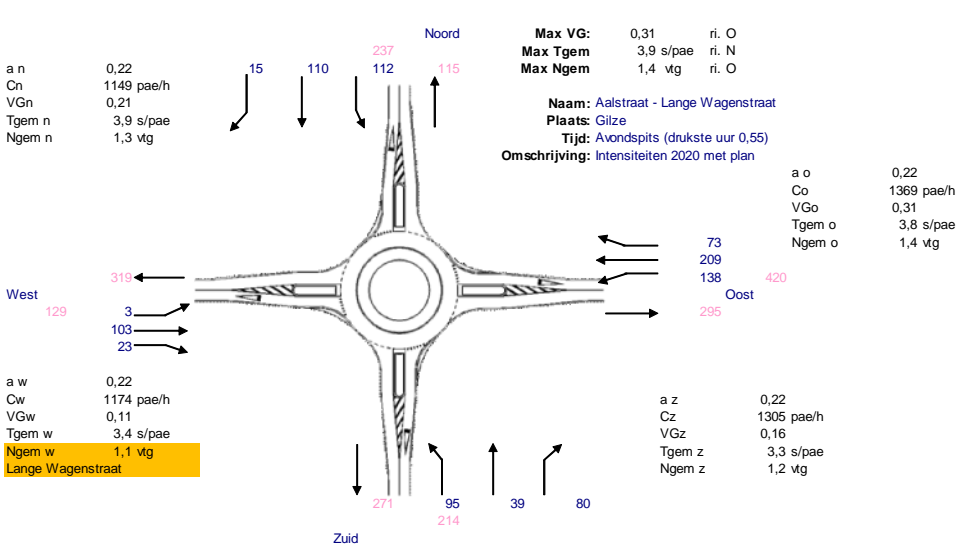 Noord
237
15 110 112 115
a n 0,22
Cn 1149 pae/h
VGn 0,21
Tgem n 3,9 s/pae
Ngem n 1,3 vtg
Max VG: 0,31 ri. O
Max Tgem 3,9 s/pae ri. N
Max Ngem 1,4 vtg ri. O
Naam: Aalstraat - Lange Wagenstraat
Plaats: Gilze
Tijd: Avondspits (drukste uur 0,55)
Omschrijving: Intensiteiten 2020 met plan
a o 0,22
Co 1369 pae/h
VGo 0,31
Tgem o 3,8 s/pae
Ngem o 1,4 vtg
73
209
138 420
Oost
295
319
West
129 3
103
23
a w 0,22
Cw 1174 pae/h
VGw 0,11
Tgem w 3,4 s/pae
Ngem w 1,1 vtg
Lange Wagenstraat
a z 0,22
Cz 1305 pae/h
VGz 0,16
Tgem z 3,3 s/pae
Ngem z 1,2 vtg
271 95 39 80
214
Zuid